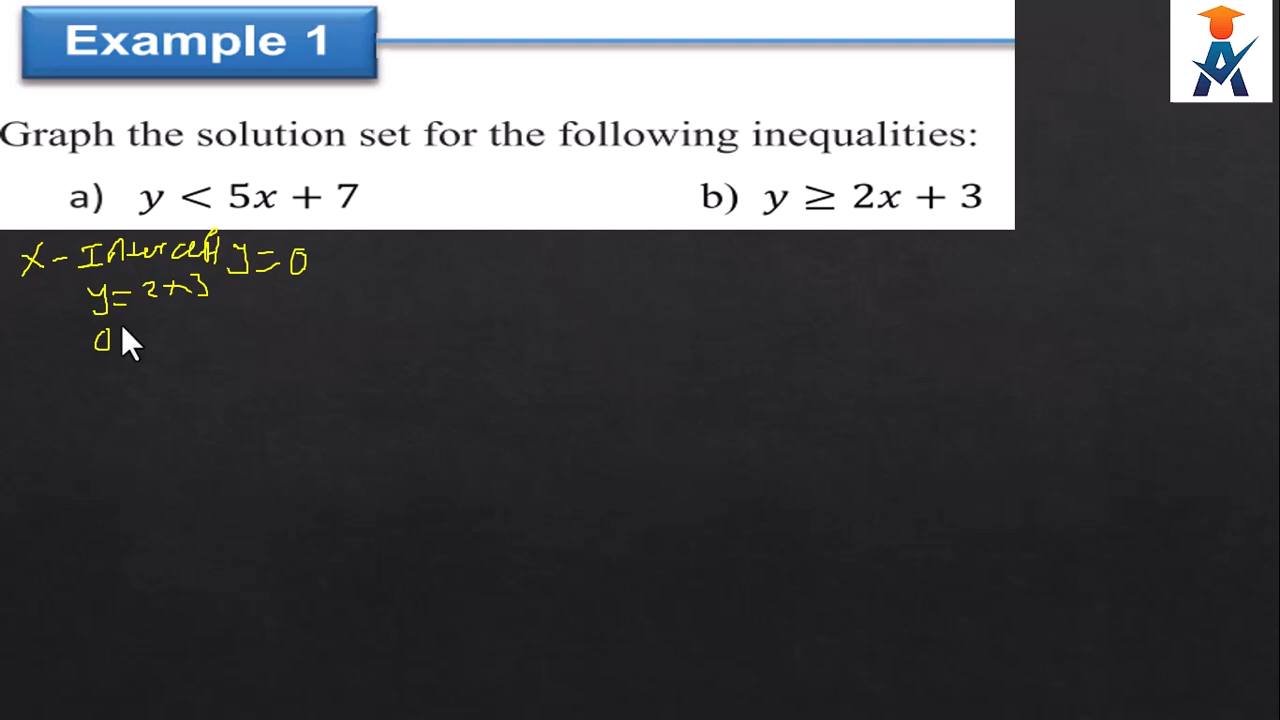 Example 1
Graph the solution set for the following inequalities:
a) y < 5x + 7 b) y ≥ 2x + 3
x - Intercept y = 0
y = 2x+3
0